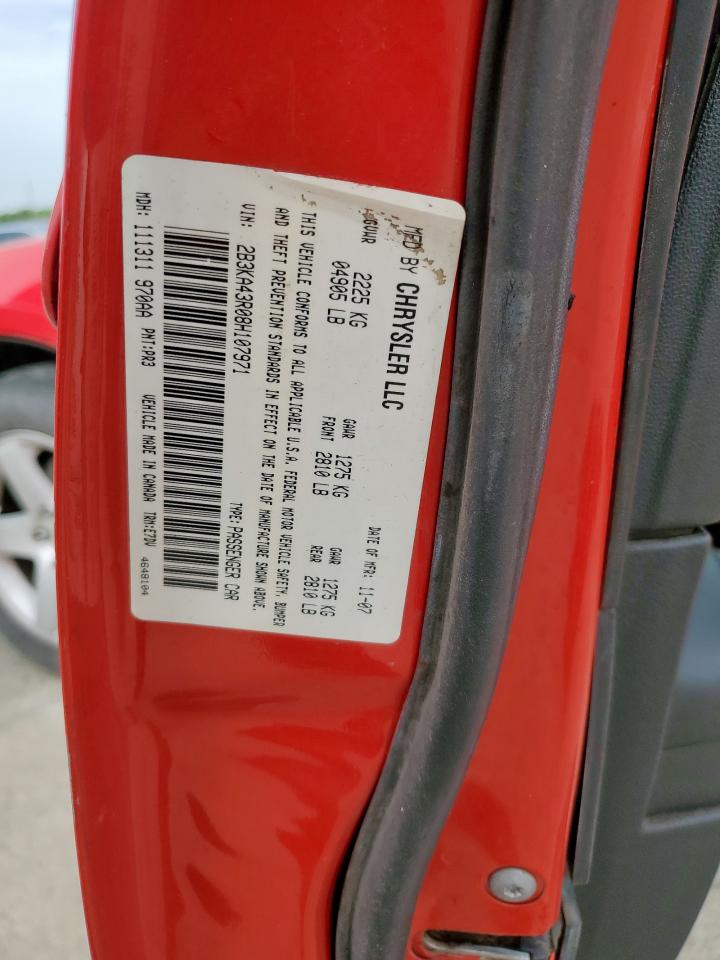 MFD BY CHRYSLER LLC
DATE OF MFR: 11-07
GVWR 2225 KG
04905 LB
GAWR FRONT 1275 KG
2810 LB
GAWR REAR 1275 KG
2810 LB
THIS VEHICLE CONFORMS TO ALL APPLICABLE U.S.A. FEDERAL MOTOR VEHICLE SAFETY, BUMPER
AND THEFT PREVENTION STANDARDS IN EFFECT ON THE DATE OF MANUFACTURE SHOWN ABOVE.
VIN: 2B3KA43R08H107971
TYPE: PASSENGER CAR
MDH: 111311 970AA PNT:PR3 VEHICLE MADE IN CANADA TRM:E7DV
4648104